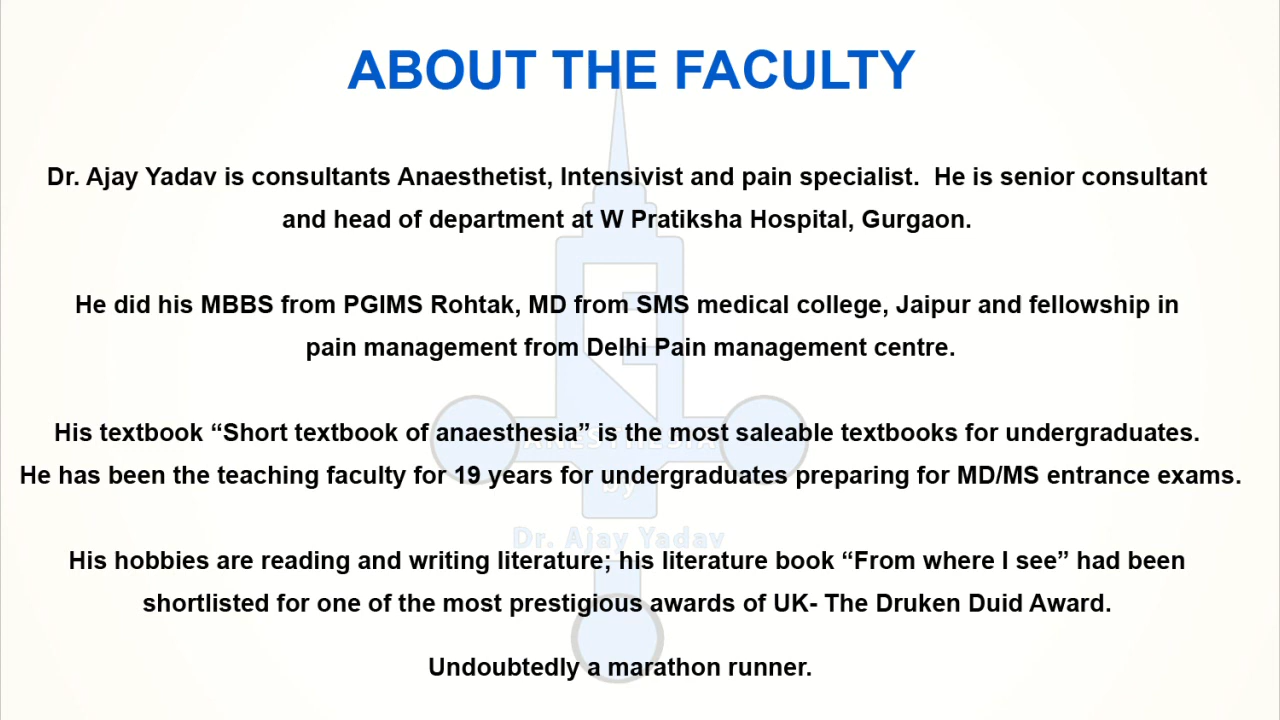 ABOUT THE FACULTY
Dr. Ajay Yadav is consultants Anaesthetist, Intensivist and pain specialist.  He is senior consultant
and head of department at W Pratiksha Hospital, Gurgaon.
He did his MBBS from PGIMS Rohtak, MD from SMS medical college, Jaipur and fellowship in
pain management from Delhi Pain management centre.
His textbook “Short textbook of anaesthesia” is the most saleable textbooks for undergraduates.
ANESTHESIA
He has been the teaching faculty for 19 years for undergraduates preparing for MD/MS entrance exams.
by
Dr. Ajay Yadav
His hobbies are reading and writing literature; his literature book “From where I see” had been
shortlisted for one of the most prestigious awards of UK- The Druken Duid Award.
Undoubtedly a marathon runner.